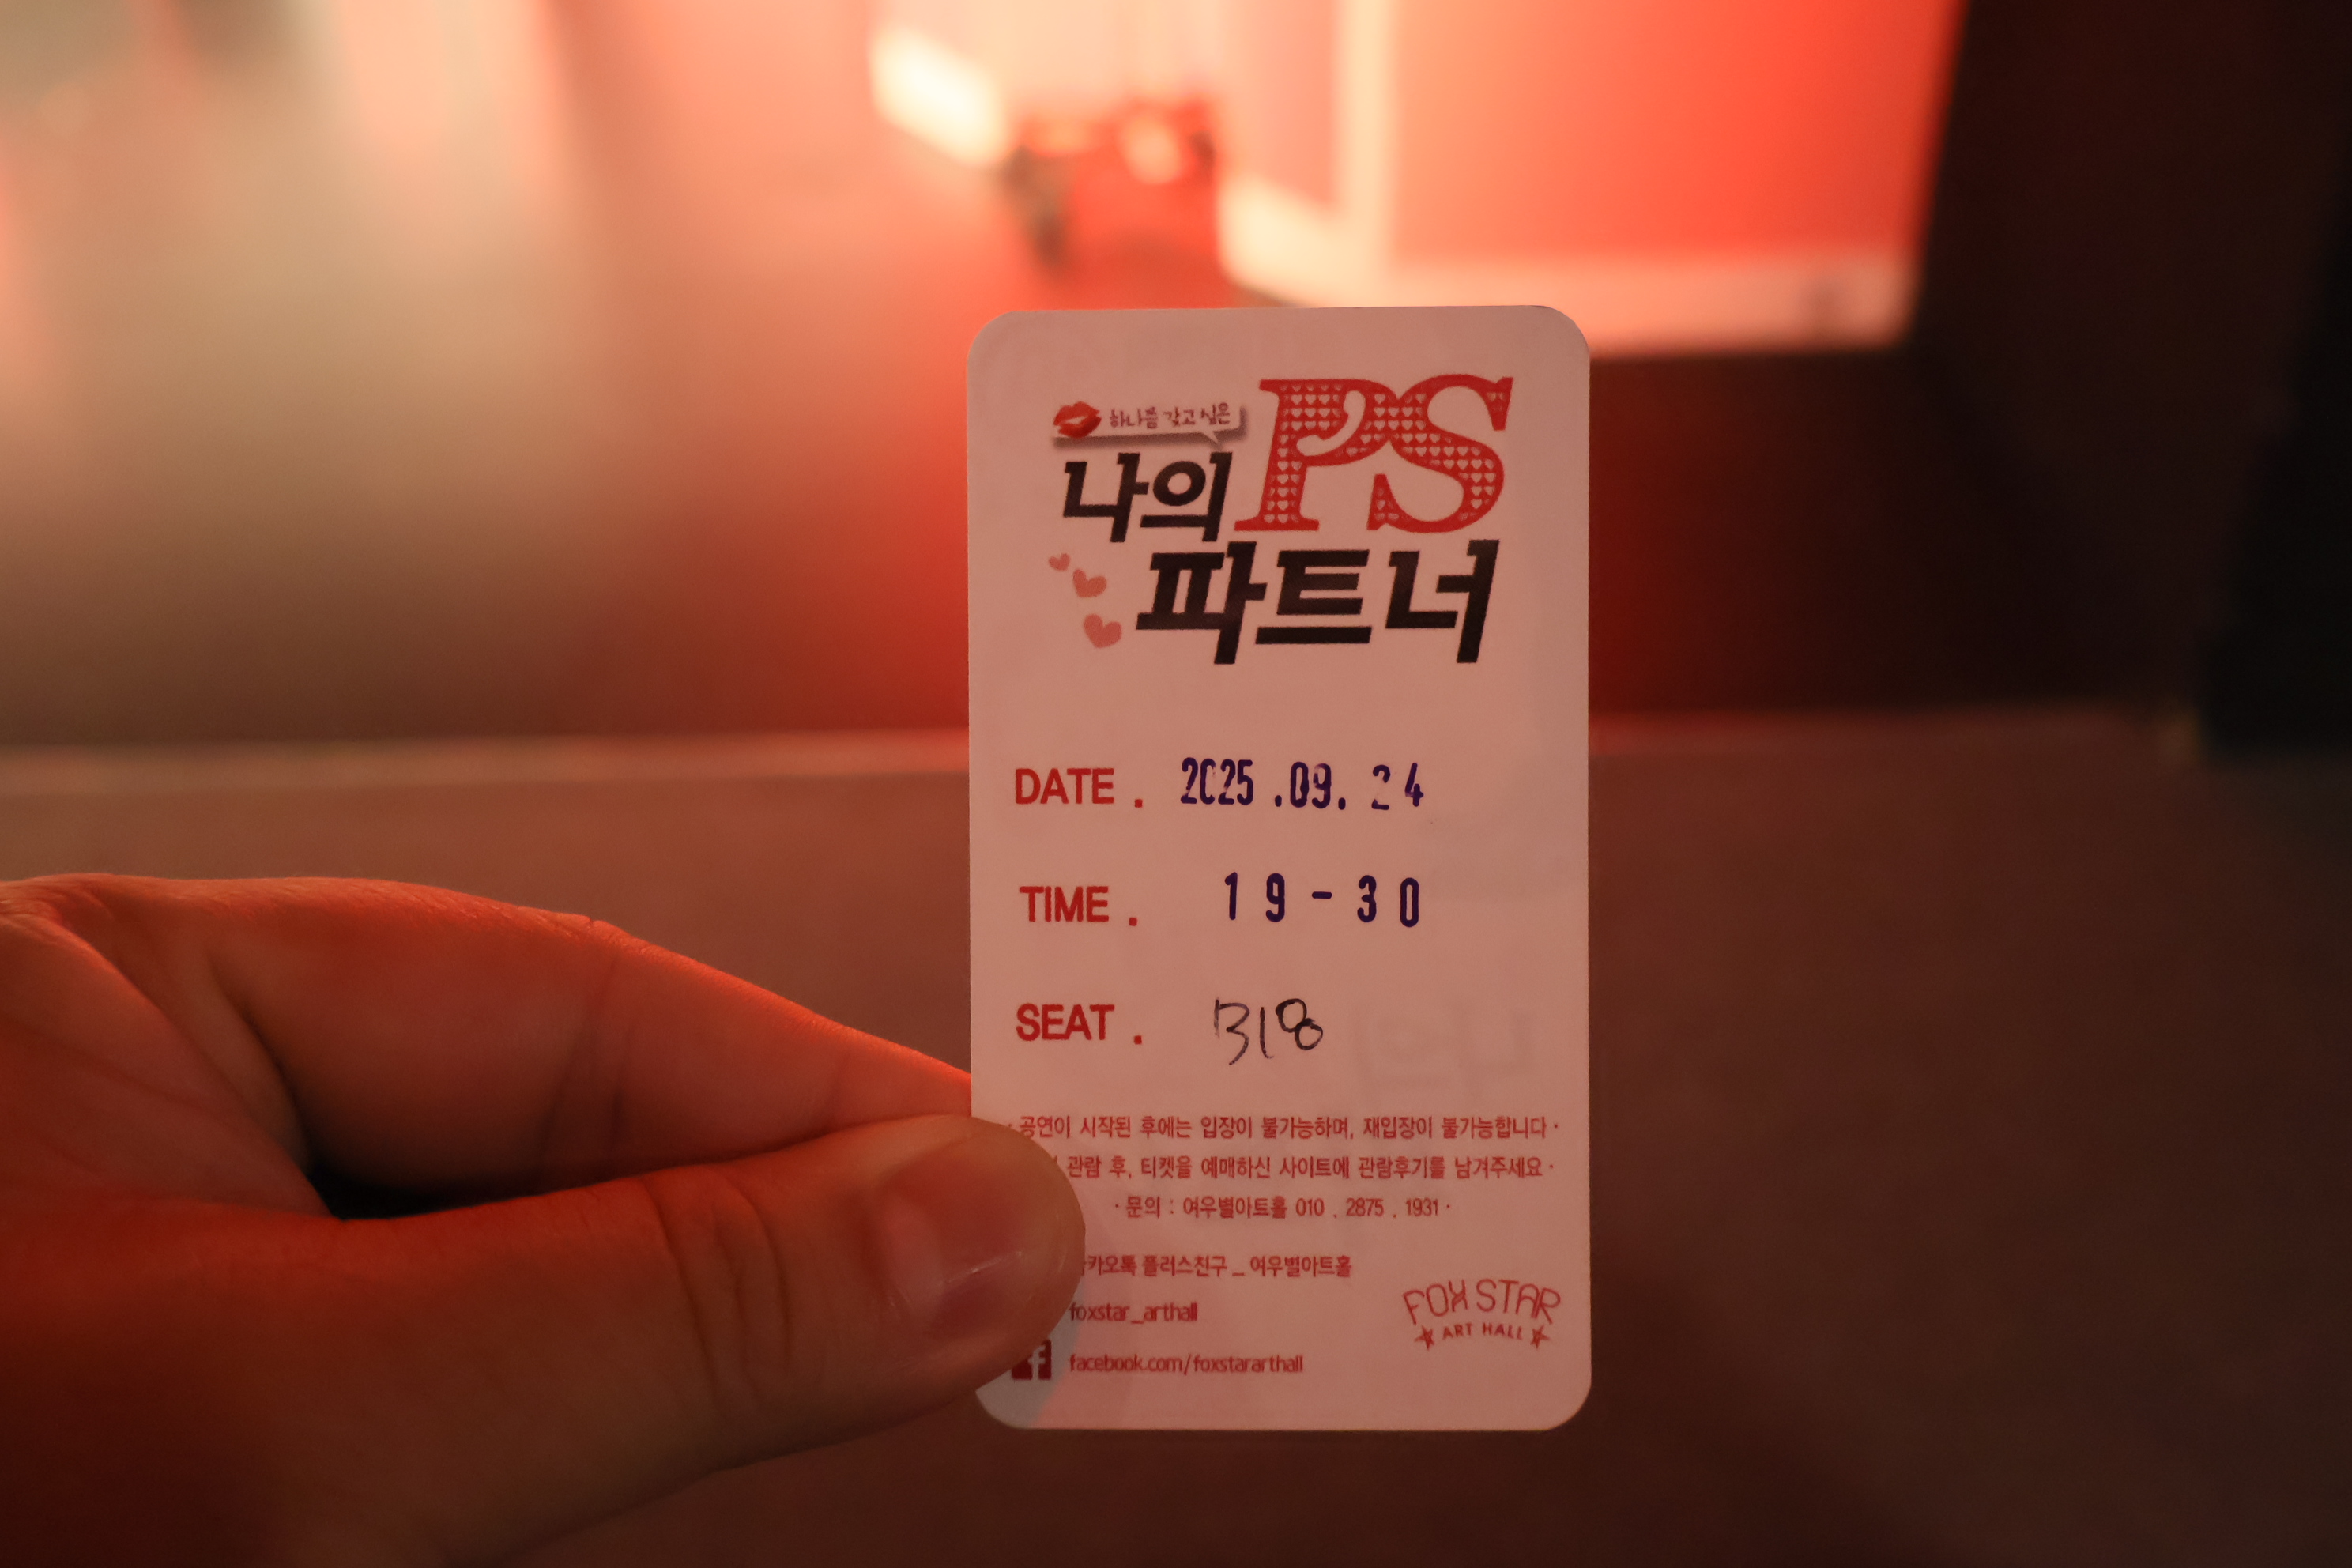 하나쯤 갖고 싶은
나의 PS
파트너
DATE . 2025.09.24
TIME . 19-30
SEAT . B18
· 공연이 시작된 후에는 입장이 불가능하며, 재입장이 불가능합니다 ·
관람 후, 티켓을 예매하신 사이트에 관람후기를 남겨주세요 ·
· 문의 : 여우별아트홀 010 . 2875 . 1931 ·
카카오톡 플러스친구 _ 여우별아트홀
foxstar_arthall
facebook.com/foxstararthall
FOX STAR
ART HALL